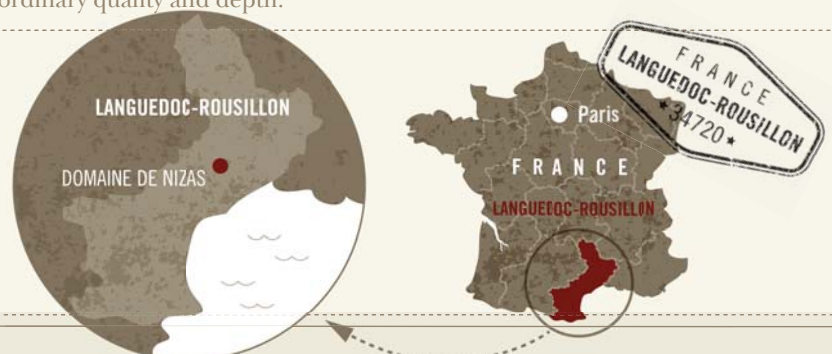 ordinary quality and depth.
LANGUEDOC-ROUSILLON
DOMAINE DE NIZAS
Paris
FRANCE
LANGUEDOC-ROUSILLON
FRANCE
LANGUEDOC-ROUSILLON
★34720★